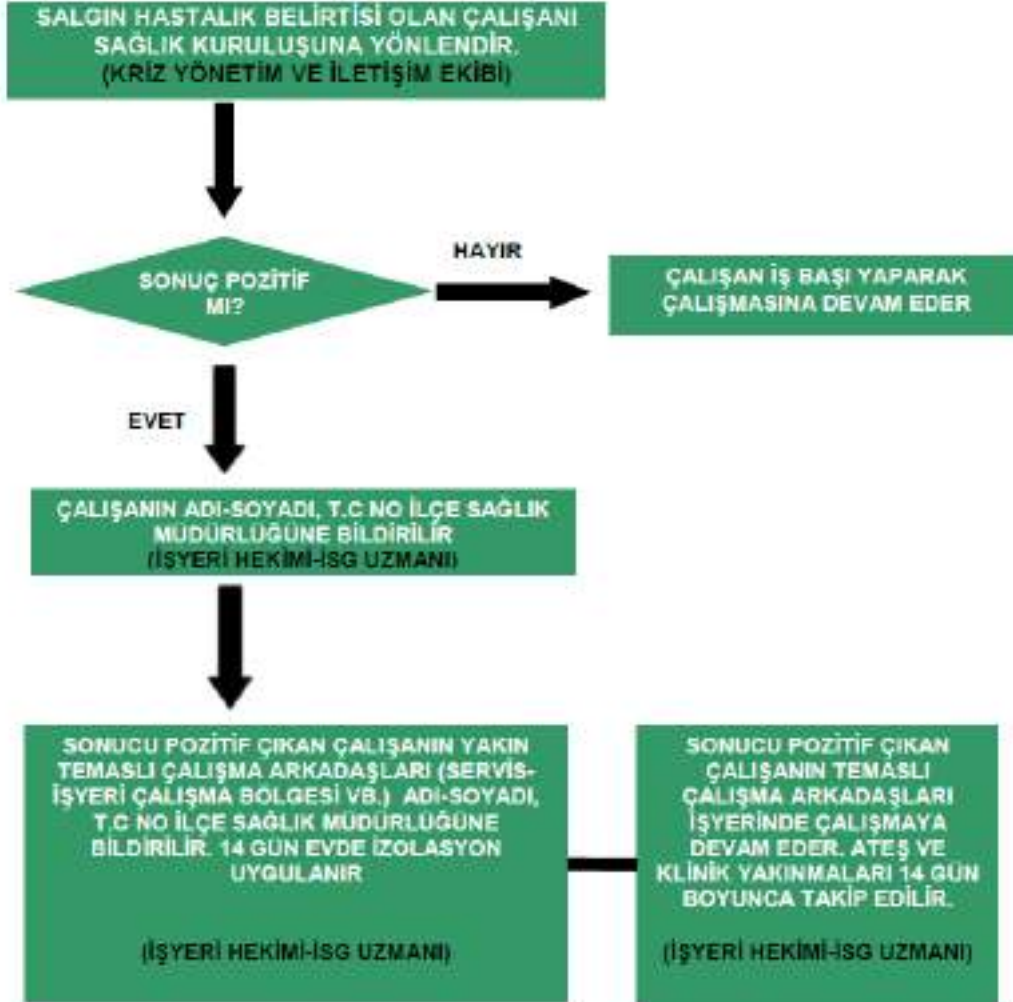 SALGIN HASTALIK BELİRTİSİ OLAN ÇALIŞANI
SAĞLIK KURULUŞUNA YÖNLENDİR.
(KRİZ YÖNETİM VE İLETİŞİM EKİBİ)
SONUÇ POZİTİF
MI?
HAYIR
ÇALIŞAN İŞ BAŞI YAPARAK
ÇALIŞMASINA DEVAM EDER
EVET
ÇALIŞANIN ADI-SOYADI, T.C NO İLÇE SAĞLIK
MÜDÜRLÜĞÜNE BİLDİRİLİR
(İŞYERİ HEKİMİ-İSG UZMANI)
SONUCU POZİTİF ÇIKAN ÇALIŞANIN YAKIN
TEMASLI ÇALIŞMA ARKADAŞLARI (SERVİS-
İŞYERİ ÇALIŞMA BÖLGESİ VB.) ADI-SOYADI,
T.C NO İLÇE SAĞLIK MÜDÜRLÜĞÜNE
BİLDİRİLİR. 14 GÜN EVDE İZOLASYON
UYGULANIR
(İŞYERİ HEKİMİ-İSG UZMANI)
SONUCU POZİTİF ÇIKAN
ÇALIŞANIN TEMASLI
ÇALIŞMA ARKADAŞLARI
İŞYERİNDE ÇALIŞMAYA
DEVAM EDER. ATEŞ VE
KLİNİK YAKINMALARI 14 GÜN
BOYUNCA TAKİP EDİLİR.
(İŞYERİ HEKİMİ-İSG UZMANI)